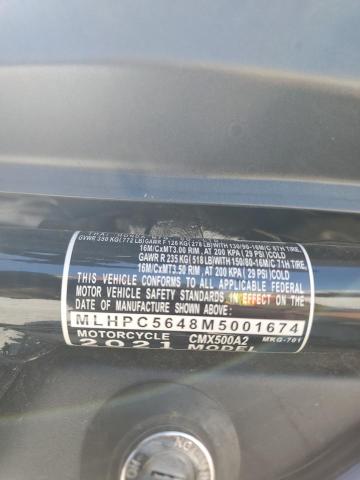 GVWR 350 KG( 772 LB)GAWR F 126 KG( 278 LB)WITH 130/90-16M/C 67H TIRE,
16M/CxMT3.00 RIM, AT 200 KPA ( 29 PSI )COLD
GAWR R 235 KG( 518 LB)WITH 150/80-16M/C 71H TIRE,
16M/CxMT3.50 RIM, AT 200 KPA ( 29 PSI )COLD
THIS VEHICLE CONFORMS TO ALL APPLICABLE FEDERAL
MOTOR VEHICLE SAFETY STANDARDS IN EFFECT ON THE
DATE OF MANUFACTURE SHOWN ABOVE.
MLHPC5648M5001674
MOTORCYCLE CMX500A2 MKG-701
2021 MODEL
ON